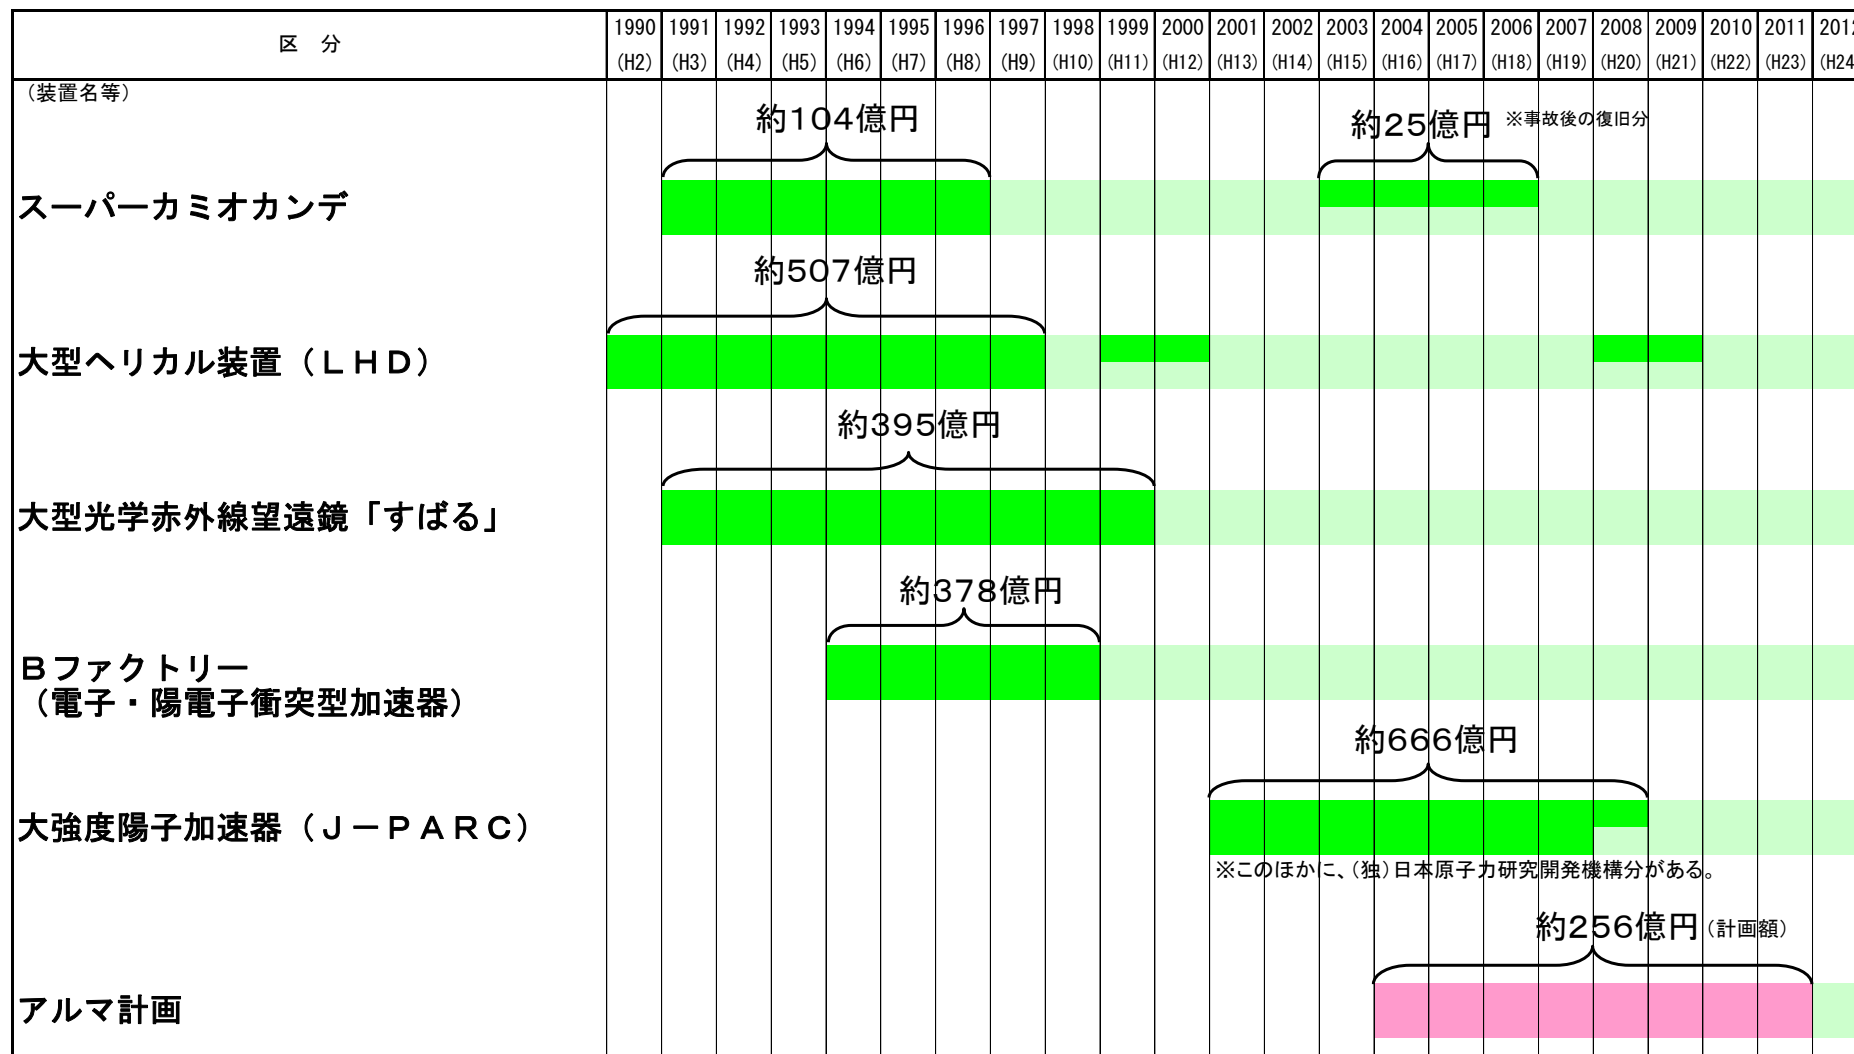 区　分
1990 1991 1992 1993 1994 1995 1996 1997 1998 1999 2000 2001 2002 2003 2004 2005 2006 2007 2008 2009 2010 2011 2012
(H2) (H3) (H4) (H5) (H6) (H7) (H8) (H9) (H10) (H11) (H12) (H13) (H14) (H15) (H16) (H17) (H18) (H19) (H20) (H21) (H22) (H23) (H24
（装置名等）
約104億円
約25億円 ※事故後の復旧分
スーパーカミオカンデ
約507億円
大型ヘリカル装置（ＬＨＤ）
約395億円
大型光学赤外線望遠鏡「すばる」
約378億円
Ｂファクトリー
（電子・陽電子衝突型加速器）
約666億円
大強度陽子加速器（Ｊ－ＰＡＲＣ）
※このほかに、（独）日本原子力研究開発機構分がある。
約256億円（計画額）
アルマ計画